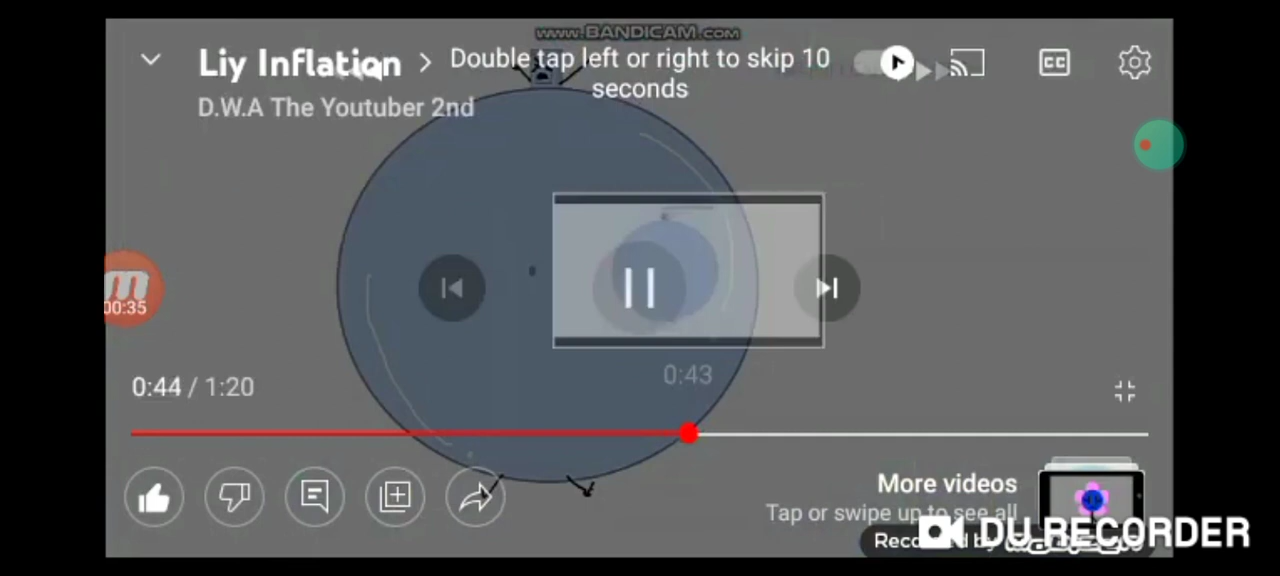 www.BANDICAM.com
Liy Inflation
Double tap left or right to skip 10
seconds
CC
D.W.A The Youtuber 2nd
00:35
0:43
0:44 / 1:20
More videos
Tap or swipe up to see all
DU RECORDER